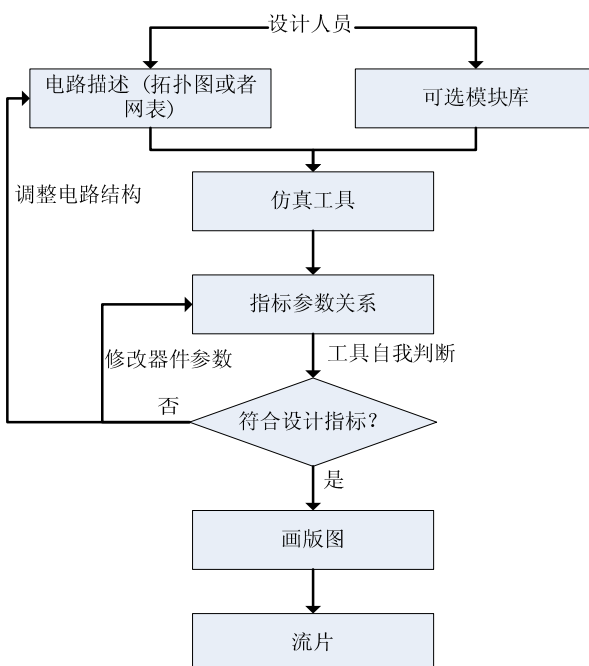 设计人员
电路描述 (拓扑图或者
网表)
可选模块库
调整电路结构
仿真工具
指标参数关系
修改器件参数
工具自我判断
否
符合设计指标?
是
画版图
流片